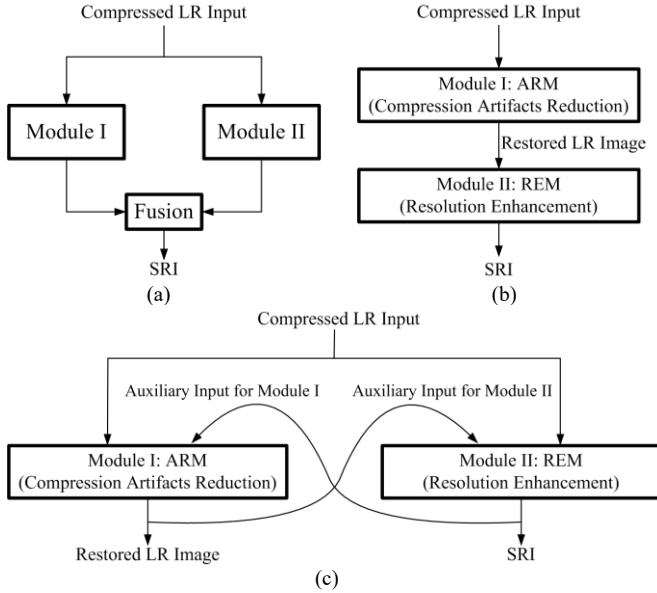 Compressed LR Input
Module I
Module II
Fusion
SRI
(a)
Compressed LR Input
Module I: ARM
(Compression Artifacts Reduction)
Restored LR Image
Module II: REM
(Resolution Enhancement)
SRI
(b)
Compressed LR Input
Auxiliary Input for Module I
Auxiliary Input for Module II
Module I: ARM
(Compression Artifacts Reduction)
Module II: REM
(Resolution Enhancement)
Restored LR Image
SRI
(c)